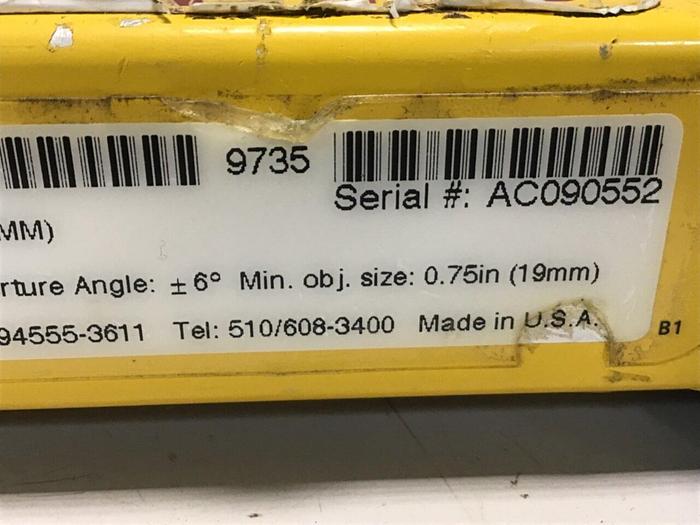 9735
Serial #: AC090552
MM)
rture Angle: ± 6° Min. obj. size: 0.75in (19mm)
94555-3611 Tel: 510/608-3400 Made in U.S.A.
B1